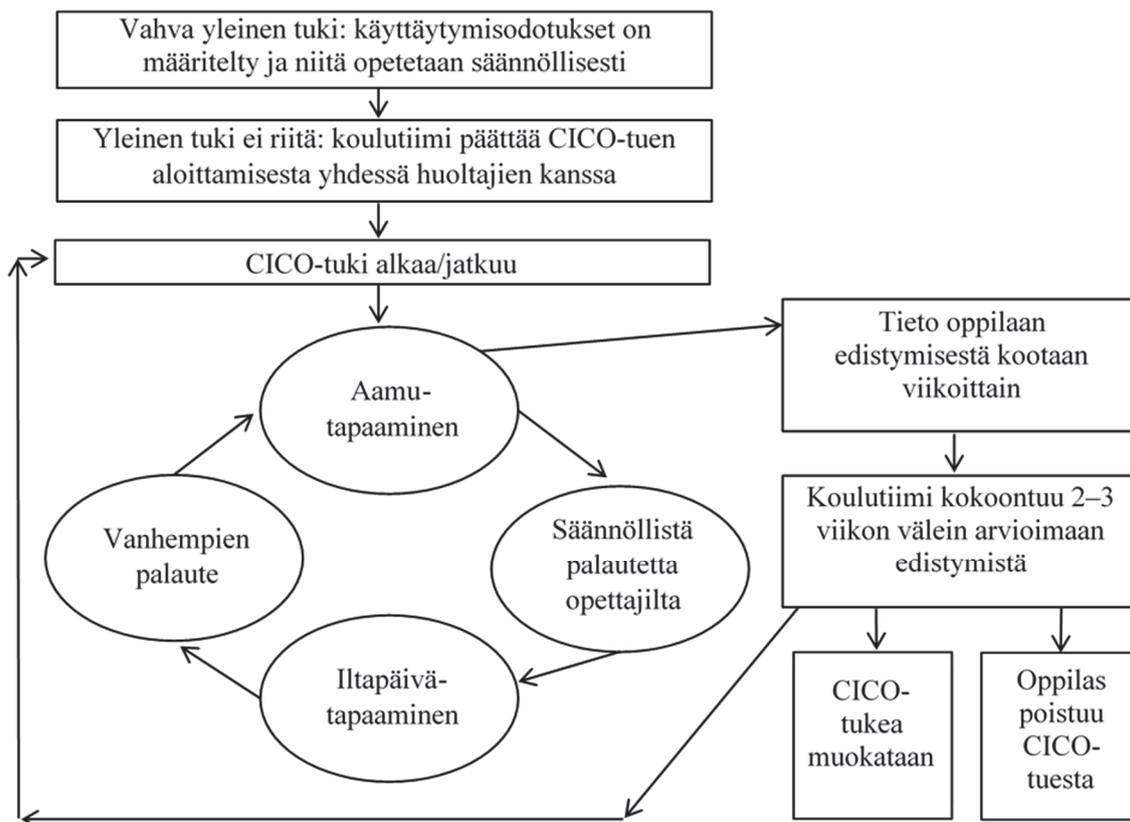 Vahva yleinen tuki: käyttäytymisodotukset on
määritelty ja niitä opetetaan säännöllisesti
Yleinen tuki ei riitä: koulutiimi päättää CICO-tuen
aloittamisesta yhdessä huoltajien kanssa
CICO-tuki alkaa/jatkuu
Aamu-
tapaaminen
Säännöllistä
palautetta
opettajilta
Iltapäivä-
tapaaminen
Vanhempien
palaute
Tieto oppilaan
edistymisestä kootaan
viikoittain
Koulutiimi kokoontuu 2–3
viikon välein arvioimaan
edistymistä
CICO-
tukea
muokataan
Oppilas
poistuu
CICO-
tuesta